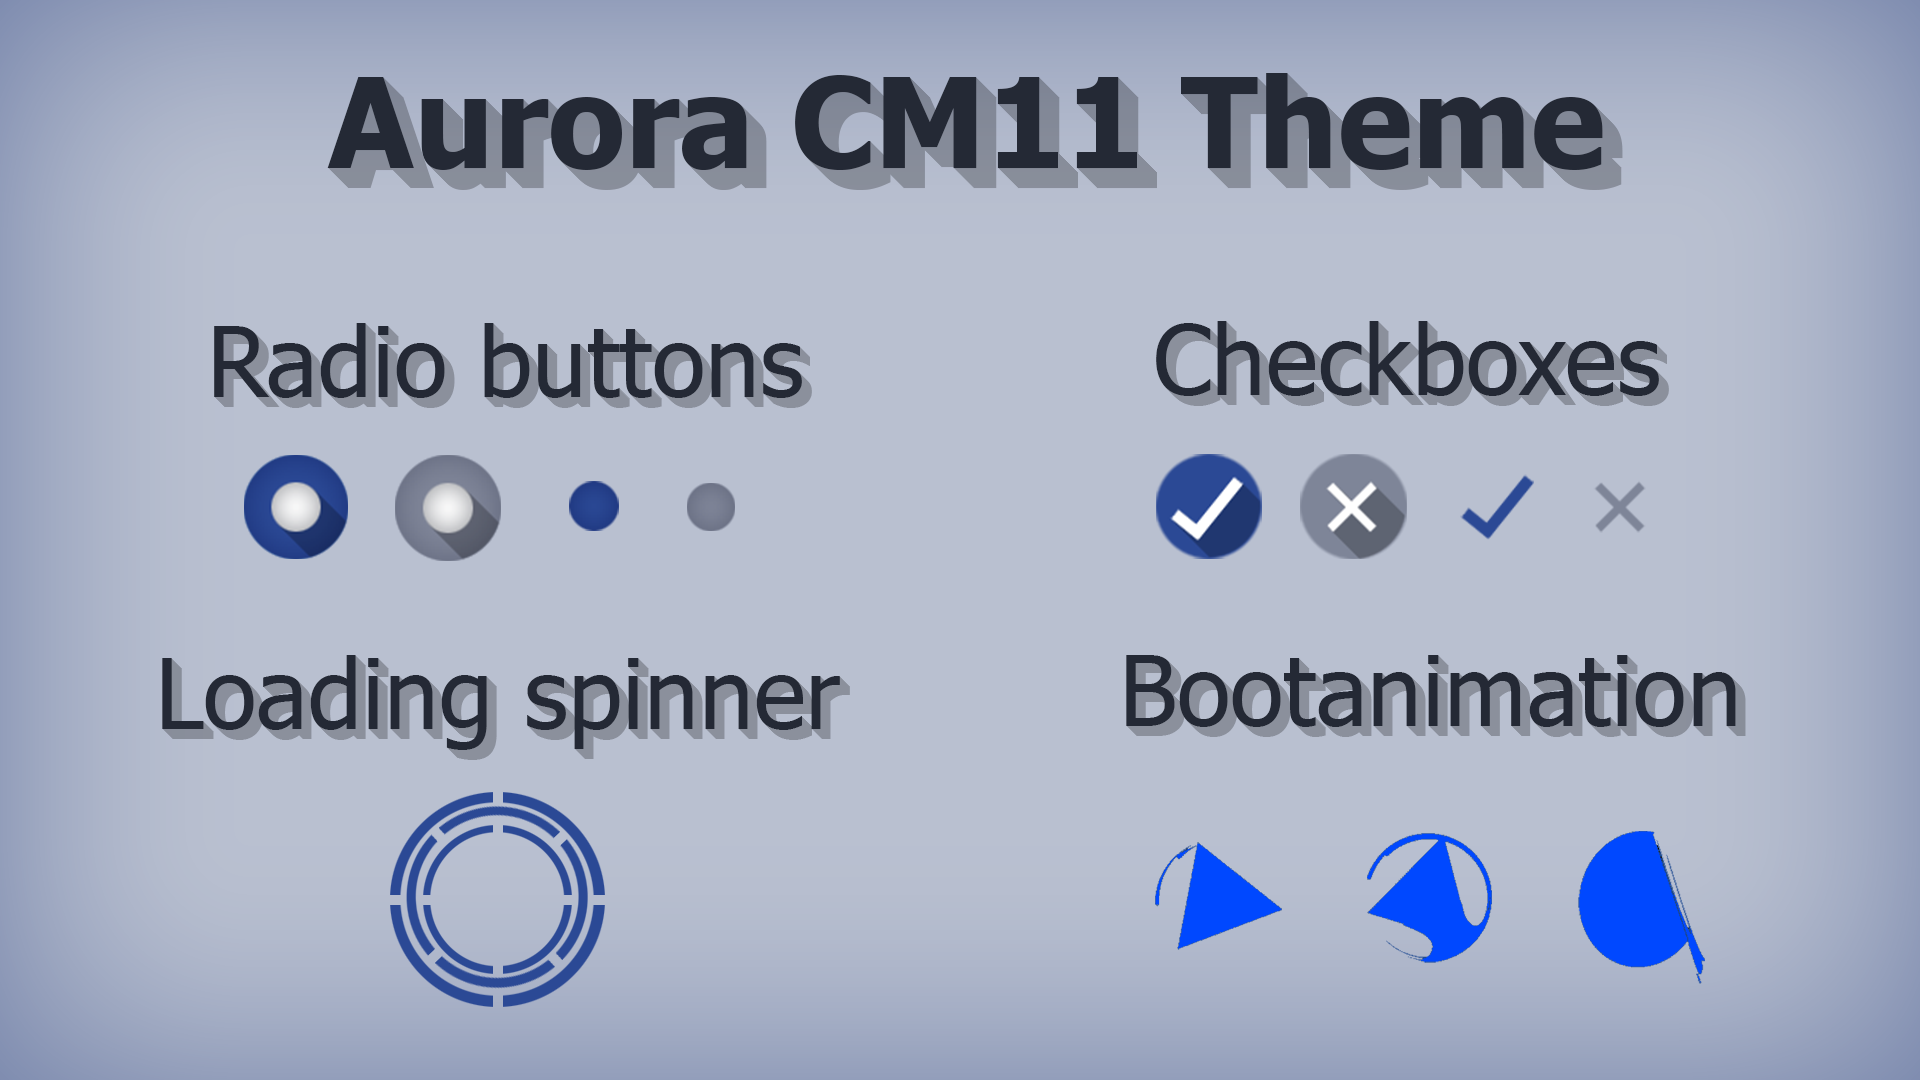 Aurora CM11 Theme
Radio buttons
Checkboxes
Loading spinner
Bootanimation